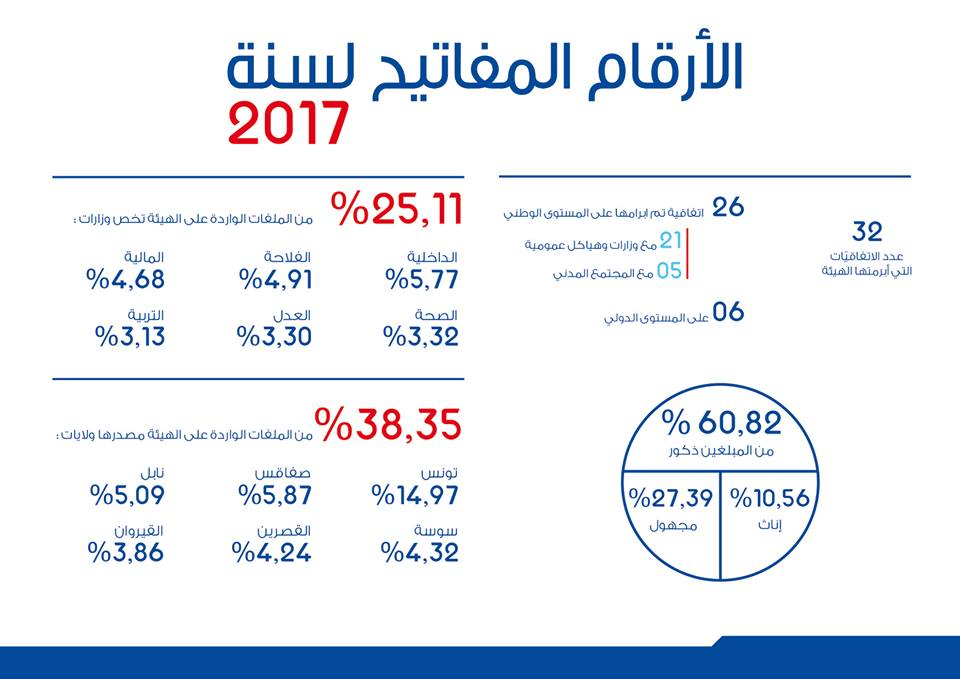 الأرقام المفاتيح لسنة
2017
32
عدد الاتفاقيّات
التي أبرمتها الهيئة
26 اتفاقية تم ابرامها على المستوى الوطني
21 مع وزارات وهياكل عمومية
05 مع المجتمع المدني
06 على المستوى الدولي
%25,11 من الملفات الواردة على الهيئة تخص وزارات :
الداخلية الفلاحة المالية
%5,77 %4,91 %4,68
الصحة العدل التربية
%3,32 %3,30 %3,13
%38,35 من الملفات الواردة على الهيئة مصدرها ولايات :
تونس صفاقس نابل
%14,97 %5,87 %5,09
سوسة القصرين القيروان
%4,32 %4,24 %3,86
% 60,82
من المبلغين ذكور
%10,56 %27,39
إناث مجهول